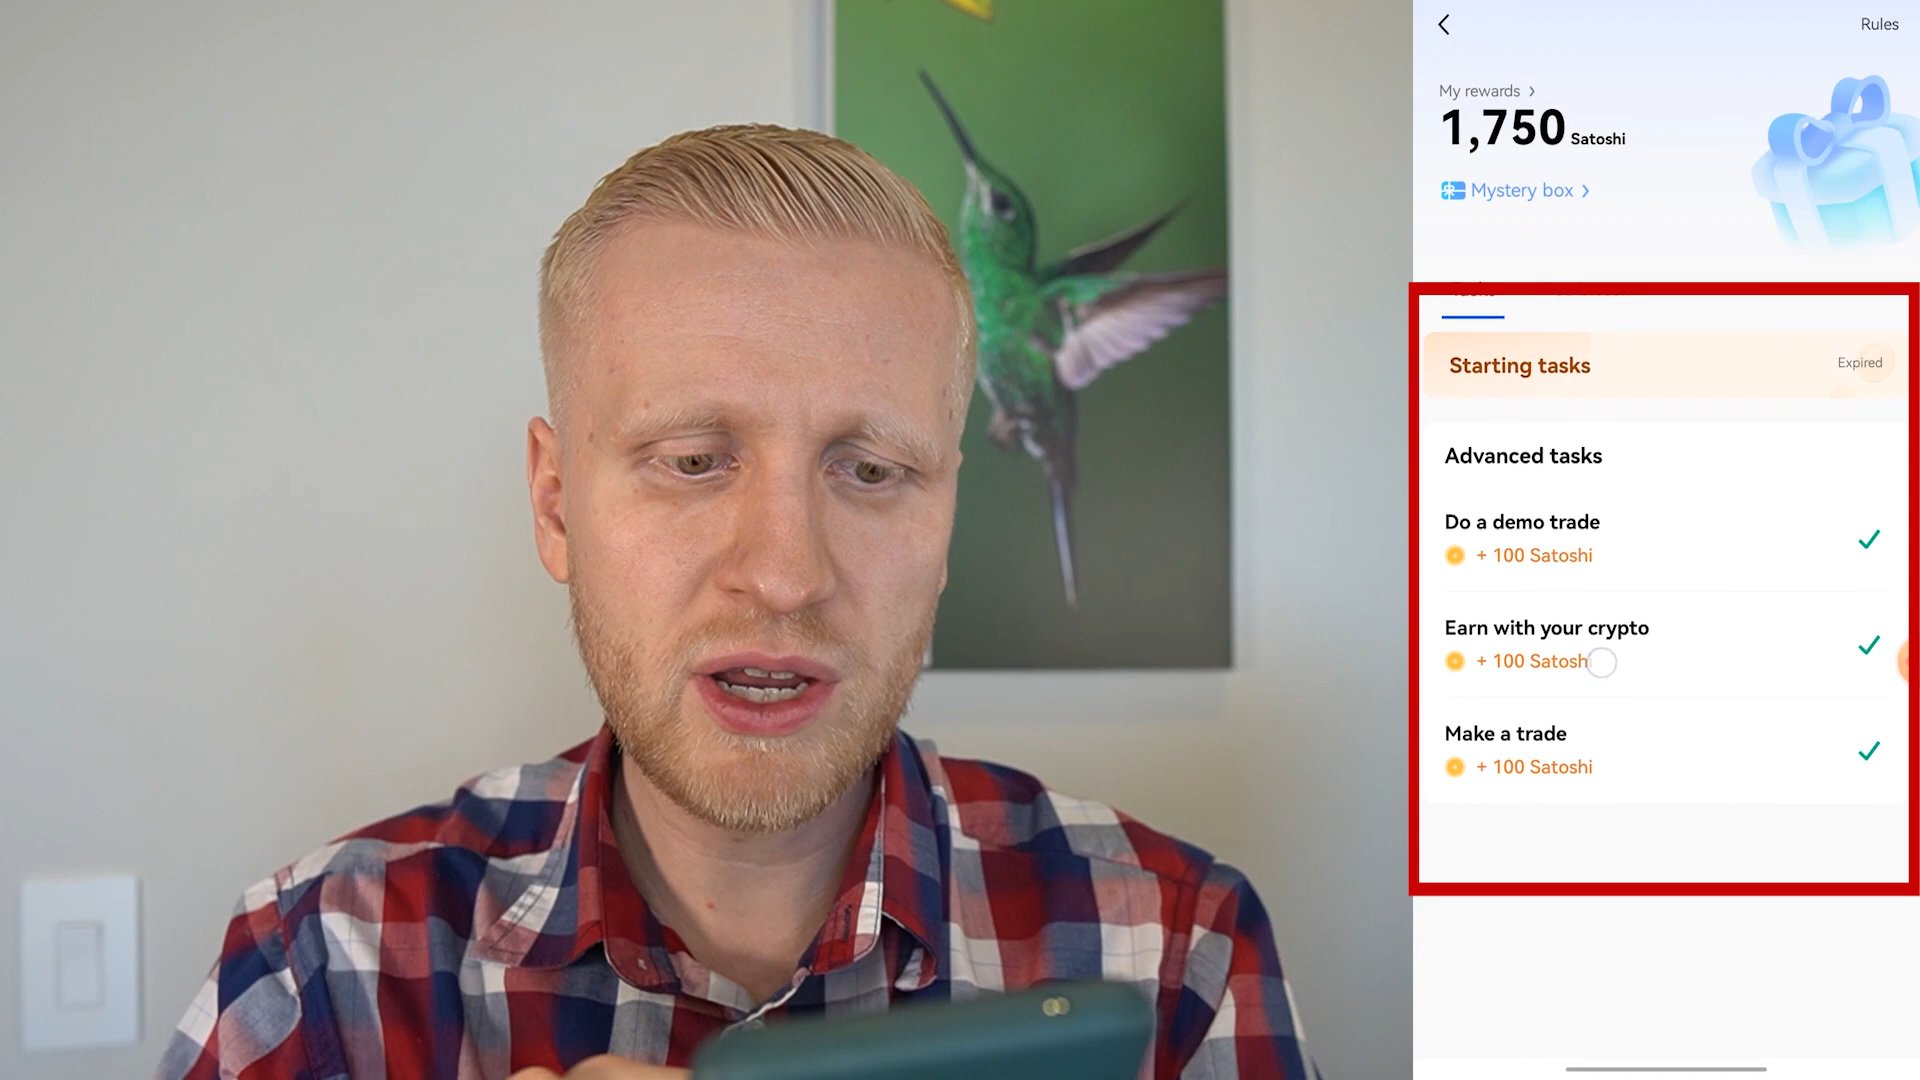 Rules
My rewards
1,750 Satoshi
Mystery box
Starting tasks
Expired
Advanced tasks
Do a demo trade
+ 100 Satoshi
Earn with your crypto
+ 100 Satoshi
Make a trade
+ 100 Satoshi